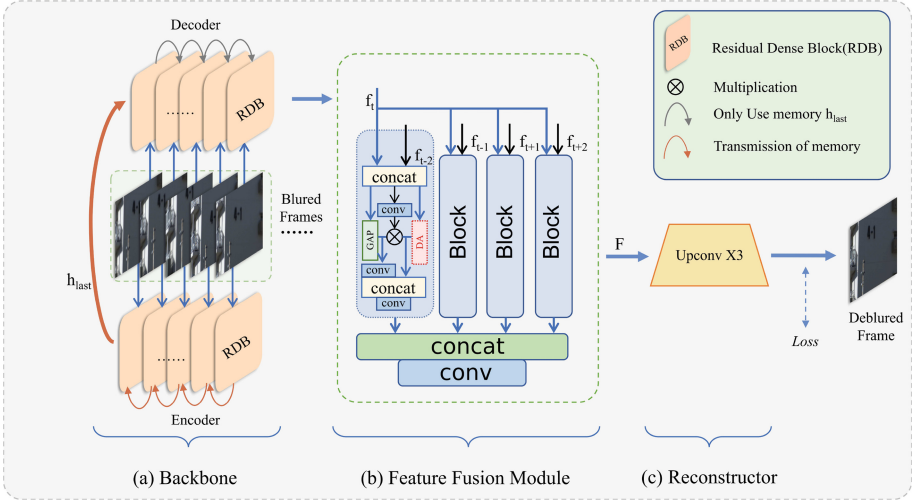 Decoder
RDB
......
h_last
Blured
Frames
......
......
RDB
Encoder
(a) Backbone
f_t
f_t-2
f_t-1
f_t+1
f_t+2
concat
conv
GAP
DA
conv
concat
conv
Block
Block
Block
concat
conv
(b) Feature Fusion Module
F
Upconv X3
Loss
Deblured
Frame
(c) Reconstructor
RDB
Residual Dense Block(RDB)
Multiplication
Only Use memory h_last
Transmission of memory